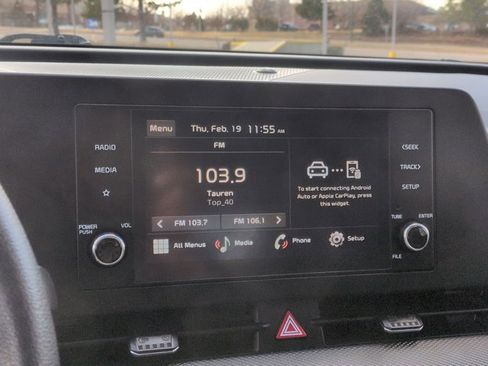 Menu Thu, Feb. 19 11:55 AM
FM
103.9
Tauren
Top_40
FM 103.7 FM 106.1
To start connecting Android
Auto or Apple CarPlay, press
this widget.
All Menus Media Phone Setup
RADIO
MEDIA
POWER
PUSH
VOL
<SEEK
TRACK>
SETUP
TUNE
ENTER
FILE